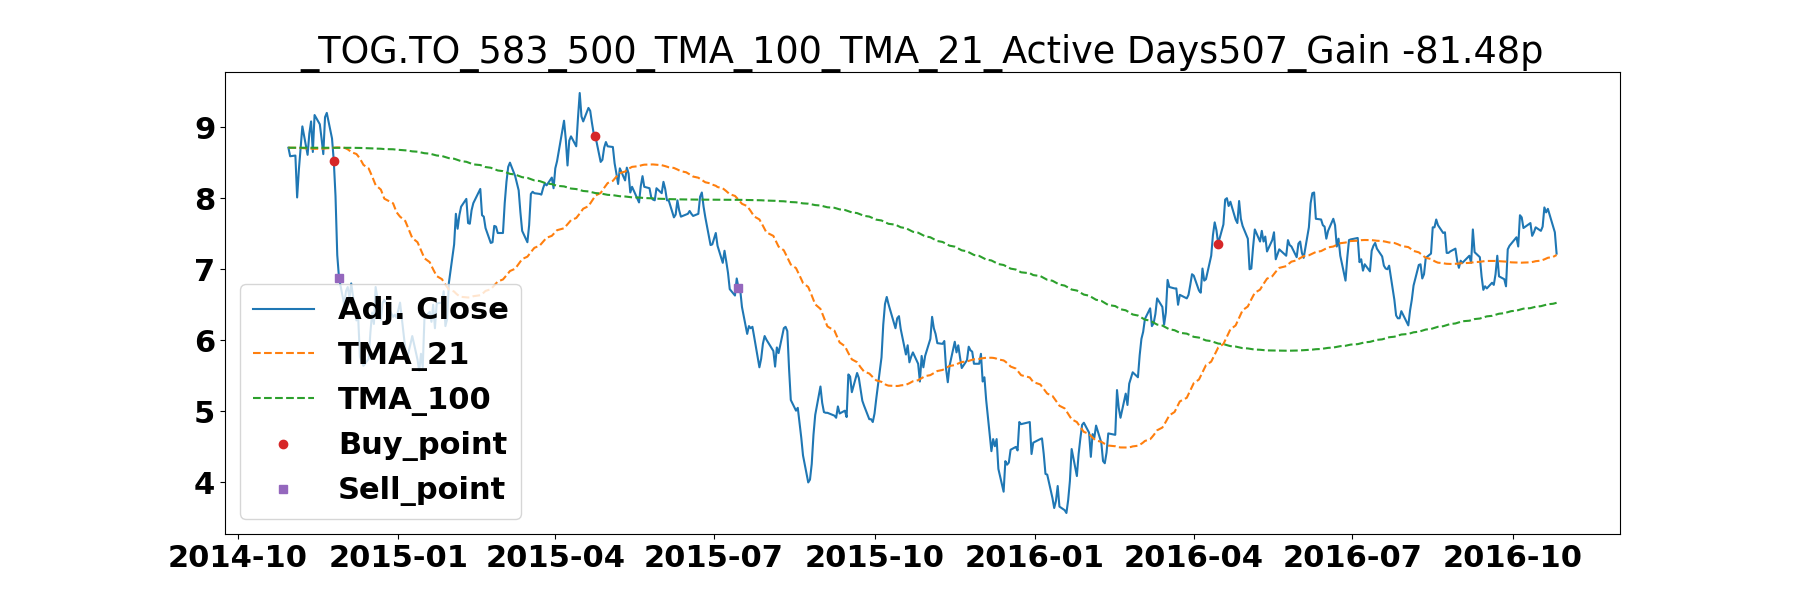 _TOG.TO_583_500_TMA_100_TMA_21_Active Days507_Gain -81.48p
9
8
7
6
5
4
Adj. Close
TMA_21
TMA_100
Buy_point
Sell_point
2014-10 2015-01 2015-04 2015-07 2015-10 2016-01 2016-04 2016-07 2016-10